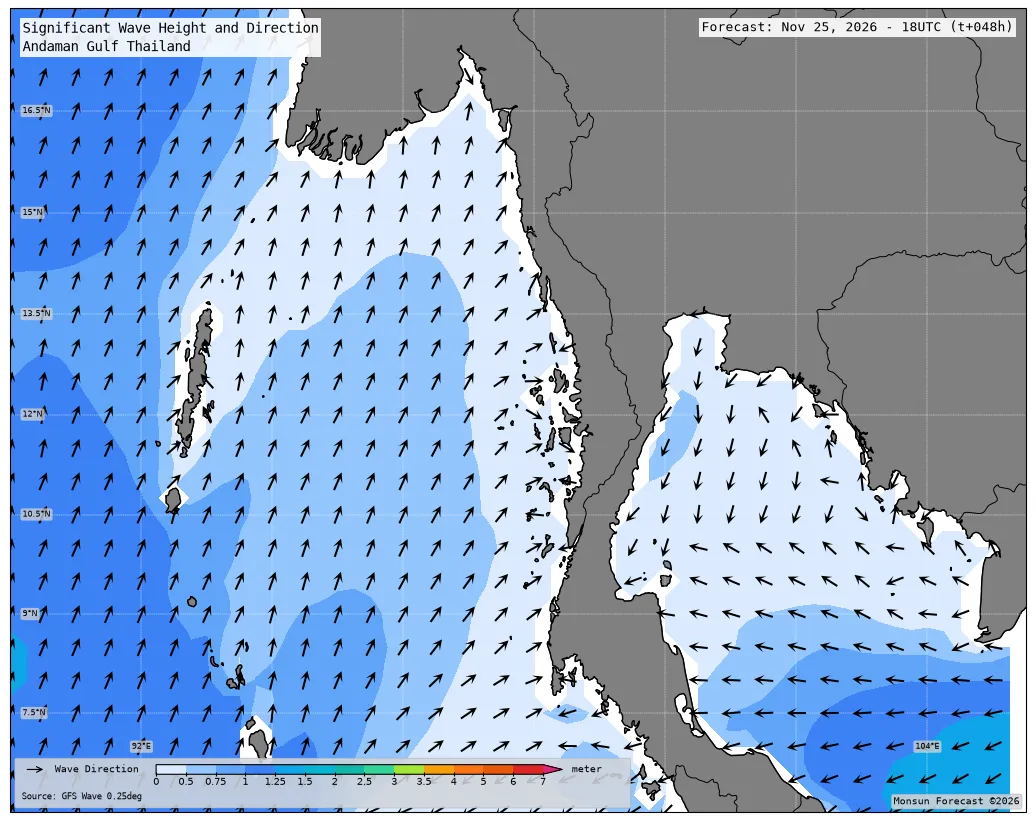 Significant Wave Height and Direction
Andaman Gulf Thailand
Forecast: Nov 25, 2026 - 18UTC (t+048h)
16.5°N
15°N
13.5°N
12°N
10.5°N
9°N
7.5°N
92°E
104°E
Wave Direction
meter
0.5 0.75 1 1.25 1.5 2 2.5 3 3.5 4 5 6 7
Source: GFS Wave 0.25deg
Monsun Forecast ©2026